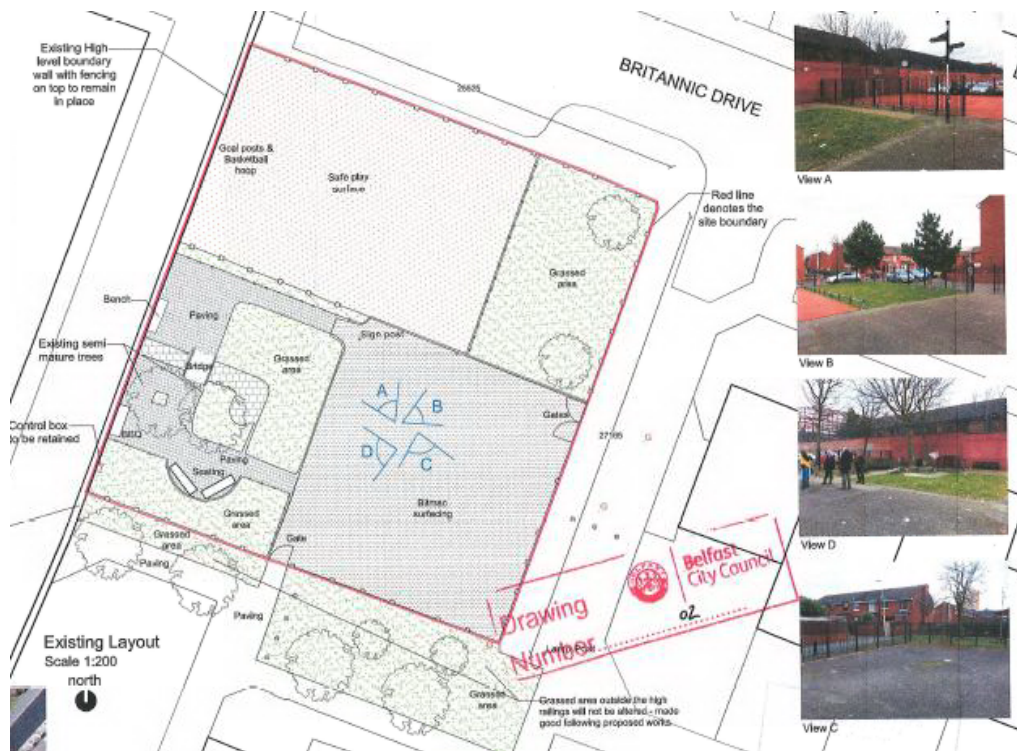 Existing High
level boundary
wall with fencing
on top to remain
in place
BRITANNIC DRIVE
Goal posts &
Basketball
hoop
Safe play
surface
Red line
denotes the
site boundary
Grassed
area
Bench
Paving
Sign post
Existing semi
mature trees
Bridge
Grassed
area
A
B
C
D
Gates
27165
Control box
to be retained
BBQ
Paving
Seating
Bitmac
surfacing
Grassed
area
Grassed
area
Gate
Paving
Paving
Existing Layout
Scale 1:200
north
Drawing
Number
02
Belfast
City Council
Lamp Post
Grassed
area
Grassed area outside the high
railings will not be altered - made
good following proposed works
View A
View B
View D
View C